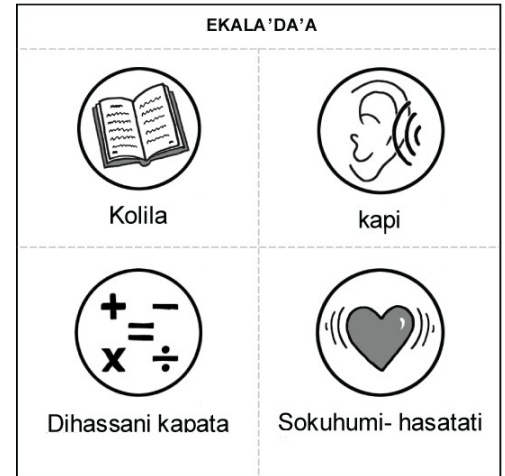 EKALA’DA’A
Kolila
kapi
Dihassani kapata
Sokuhumi- hasatati